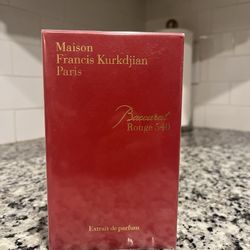 Maison
Francis Kurkdjian
Paris
Baccarat
Rouge 540
Extrait de parfum